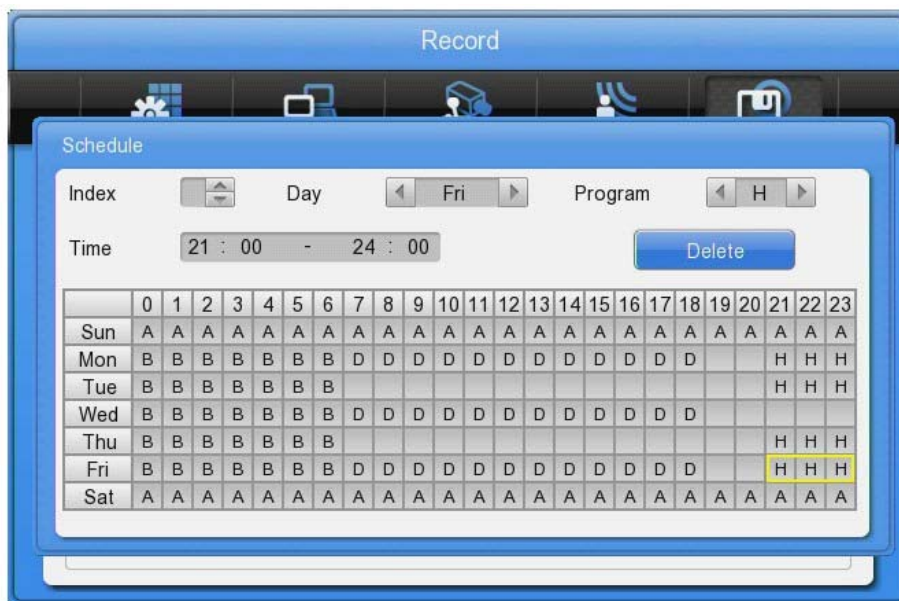 Record
Schedule
Index Day Fri Program H
Time 21 : 00 - 24 : 00 Delete
0 1 2 3 4 5 6 7 8 9 10 11 12 13 14 15 16 17 18 19 20 21 22 23
Sun A A A A A A A A A A A A A A A A A A A A A A A A
Mon B B B B B B B D D D D D D D D D D D D H H H
Tue B B B B B B B H H H
Wed B B B B B B B D D D D D D D D D D D D
Thu B B B B B B B H H H
Fri B B B B B B B D D D D D D D D D D D D H H H
Sat A A A A A A A A A A A A A A A A A A A A A A A A